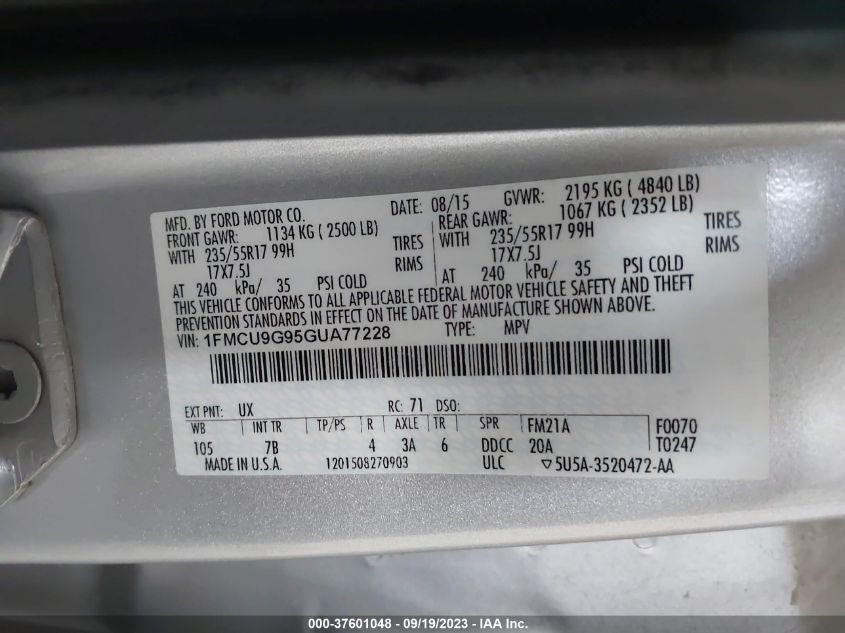 MFD. BY FORD MOTOR CO. DATE: 08/15 GVWR: 2195 KG ( 4840 LB)
FRONT GAWR: 1134 KG ( 2500 LB) REAR GAWR: 1067 KG ( 2352 LB)
WITH 235/55R17 99H TIRES WITH 235/55R17 99H TIRES
17X7.5J RIMS 17X7.5J RIMS
AT 240 kPa/ 35 PSI COLD AT 240 kPa/ 35 PSI COLD
THIS VEHICLE CONFORMS TO ALL APPLICABLE FEDERAL MOTOR VEHICLE SAFETY AND THEFT
PREVENTION STANDARDS IN EFFECT ON THE DATE OF MANUFACTURE SHOWN ABOVE.
VIN: 1FMCU9G95GUA77228 TYPE: MPV
EXT PNT: UX RC: 71 DSO:
WB INT TR TP/PS R AXLE TR SPR FM21A F0070
105 7B 4 3A 6 DDCC 20A T0247
MADE IN U.S.A. 1201508270903 ULC ▽5U5A-3520472-AA
000-37601048 - 09/19/2023 - IAA Inc.